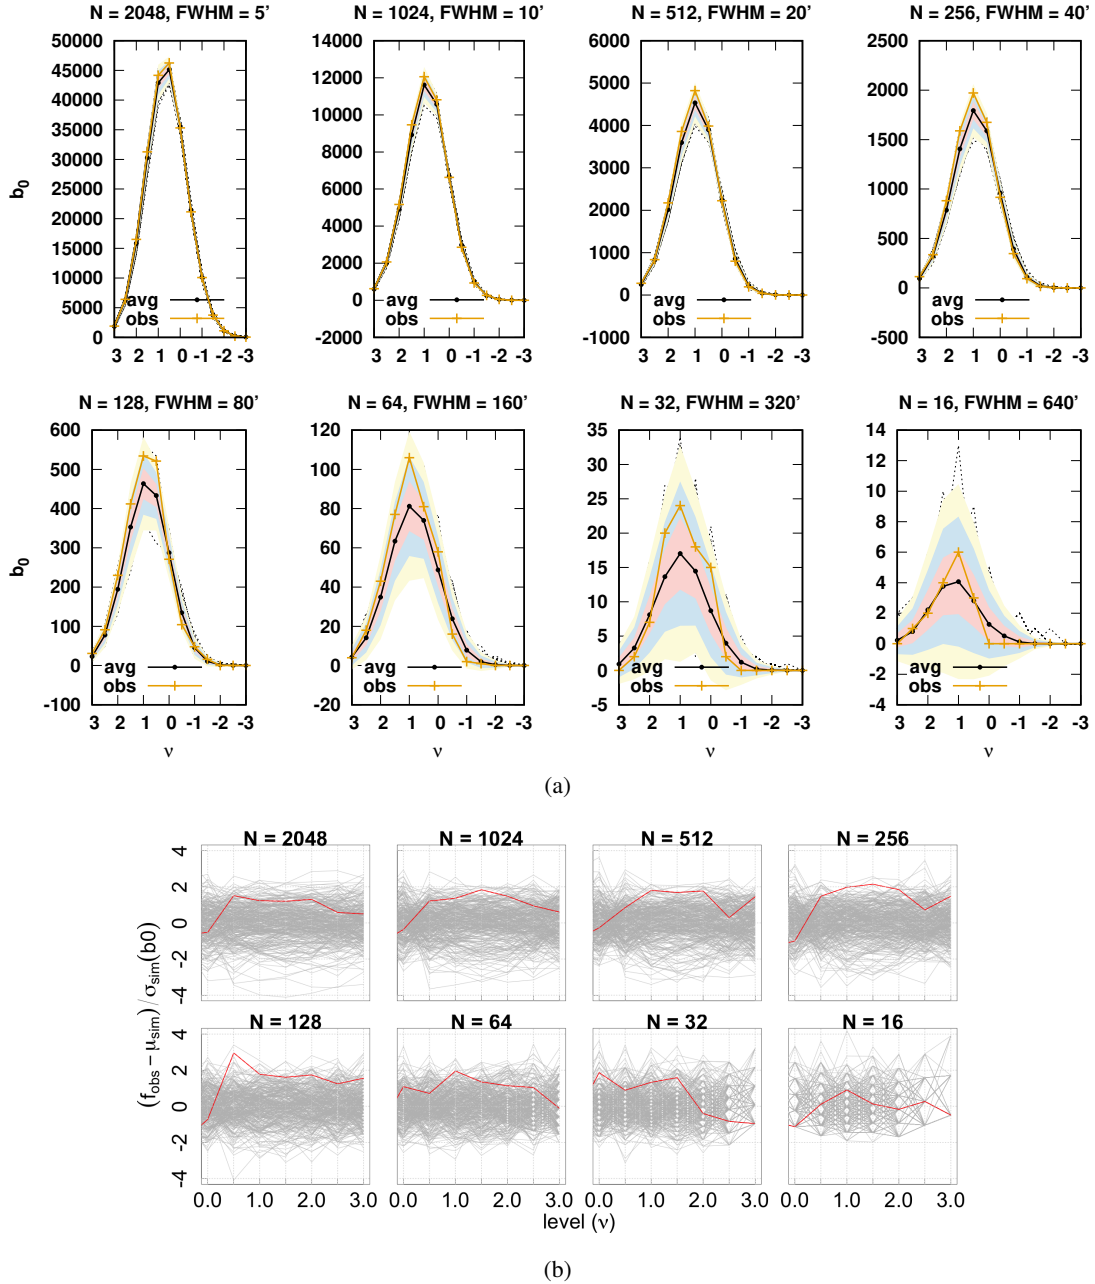 N = 2048, FWHM = 5' N = 1024, FWHM = 10' N = 512, FWHM = 20' N = 256, FWHM = 40'
50000 45000 40000 35000 30000 25000 20000 15000 10000 5000 0
14000 12000 10000 8000 6000 4000 2000 0 -2000
6000 5000 4000 3000 2000 1000 0 -1000
2500 2000 1500 1000 500 0 -500
b0
avg avg avg avg
obs obs obs obs
3 2 1 0 -1 -2 -3 3 2 1 0 -1 -2 -3 3 2 1 0 -1 -2 -3 3 2 1 0 -1 -2 -3
N = 128, FWHM = 80' N = 64, FWHM = 160' N = 32, FWHM = 320' N = 16, FWHM = 640'
600 500 400 300 200 100 0 -100
120 100 80 60 40 20 0 -20
35 30 25 20 15 10 5 0 -5
14 12 10 8 6 4 2 0 -2 -4
b0
avg avg avg avg
obs obs obs obs
3 2 1 0 -1 -2 -3 3 2 1 0 -1 -2 -3 3 2 1 0 -1 -2 -3 3 2 1 0 -1 -2 -3
ν ν ν ν
(a)
N = 2048 N = 1024 N = 512 N = 256
4 2 0 -2 -4
(fobs − μsim) / σsim(b0)
N = 128 N = 64 N = 32 N = 16
4 2 0 -2 -4
0.0 1.0 2.0 3.0 0.0 1.0 2.0 3.0 0.0 1.0 2.0 3.0 0.0 1.0 2.0 3.0
level (ν)
(b)